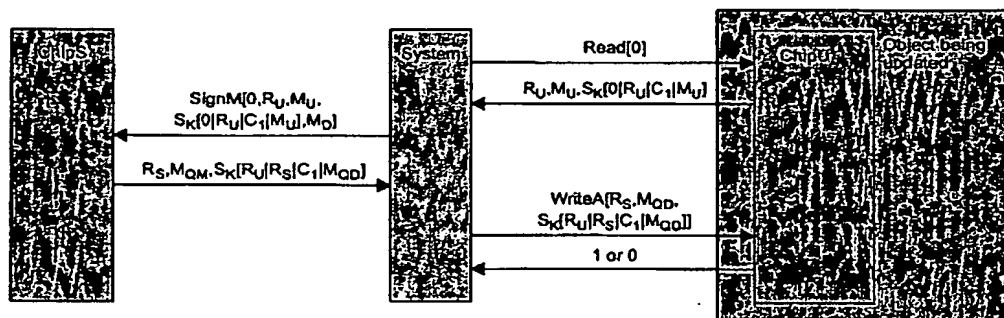 ChipS
System
ChipU
Object being
updated
Read[0]
R_U,M_U,S_K[0|R_U|C_1|M_U]
SignM[0,R_U,M_U,
S_K[0|R_U|C_1|M_U],M_D]
R_S,M_QM,S_K[R_U|R_S|C_1|M_QD]
WriteA[R_S,M_QD,
S_K[R_U|R_S|C_1|M_QD]]
1 or 0